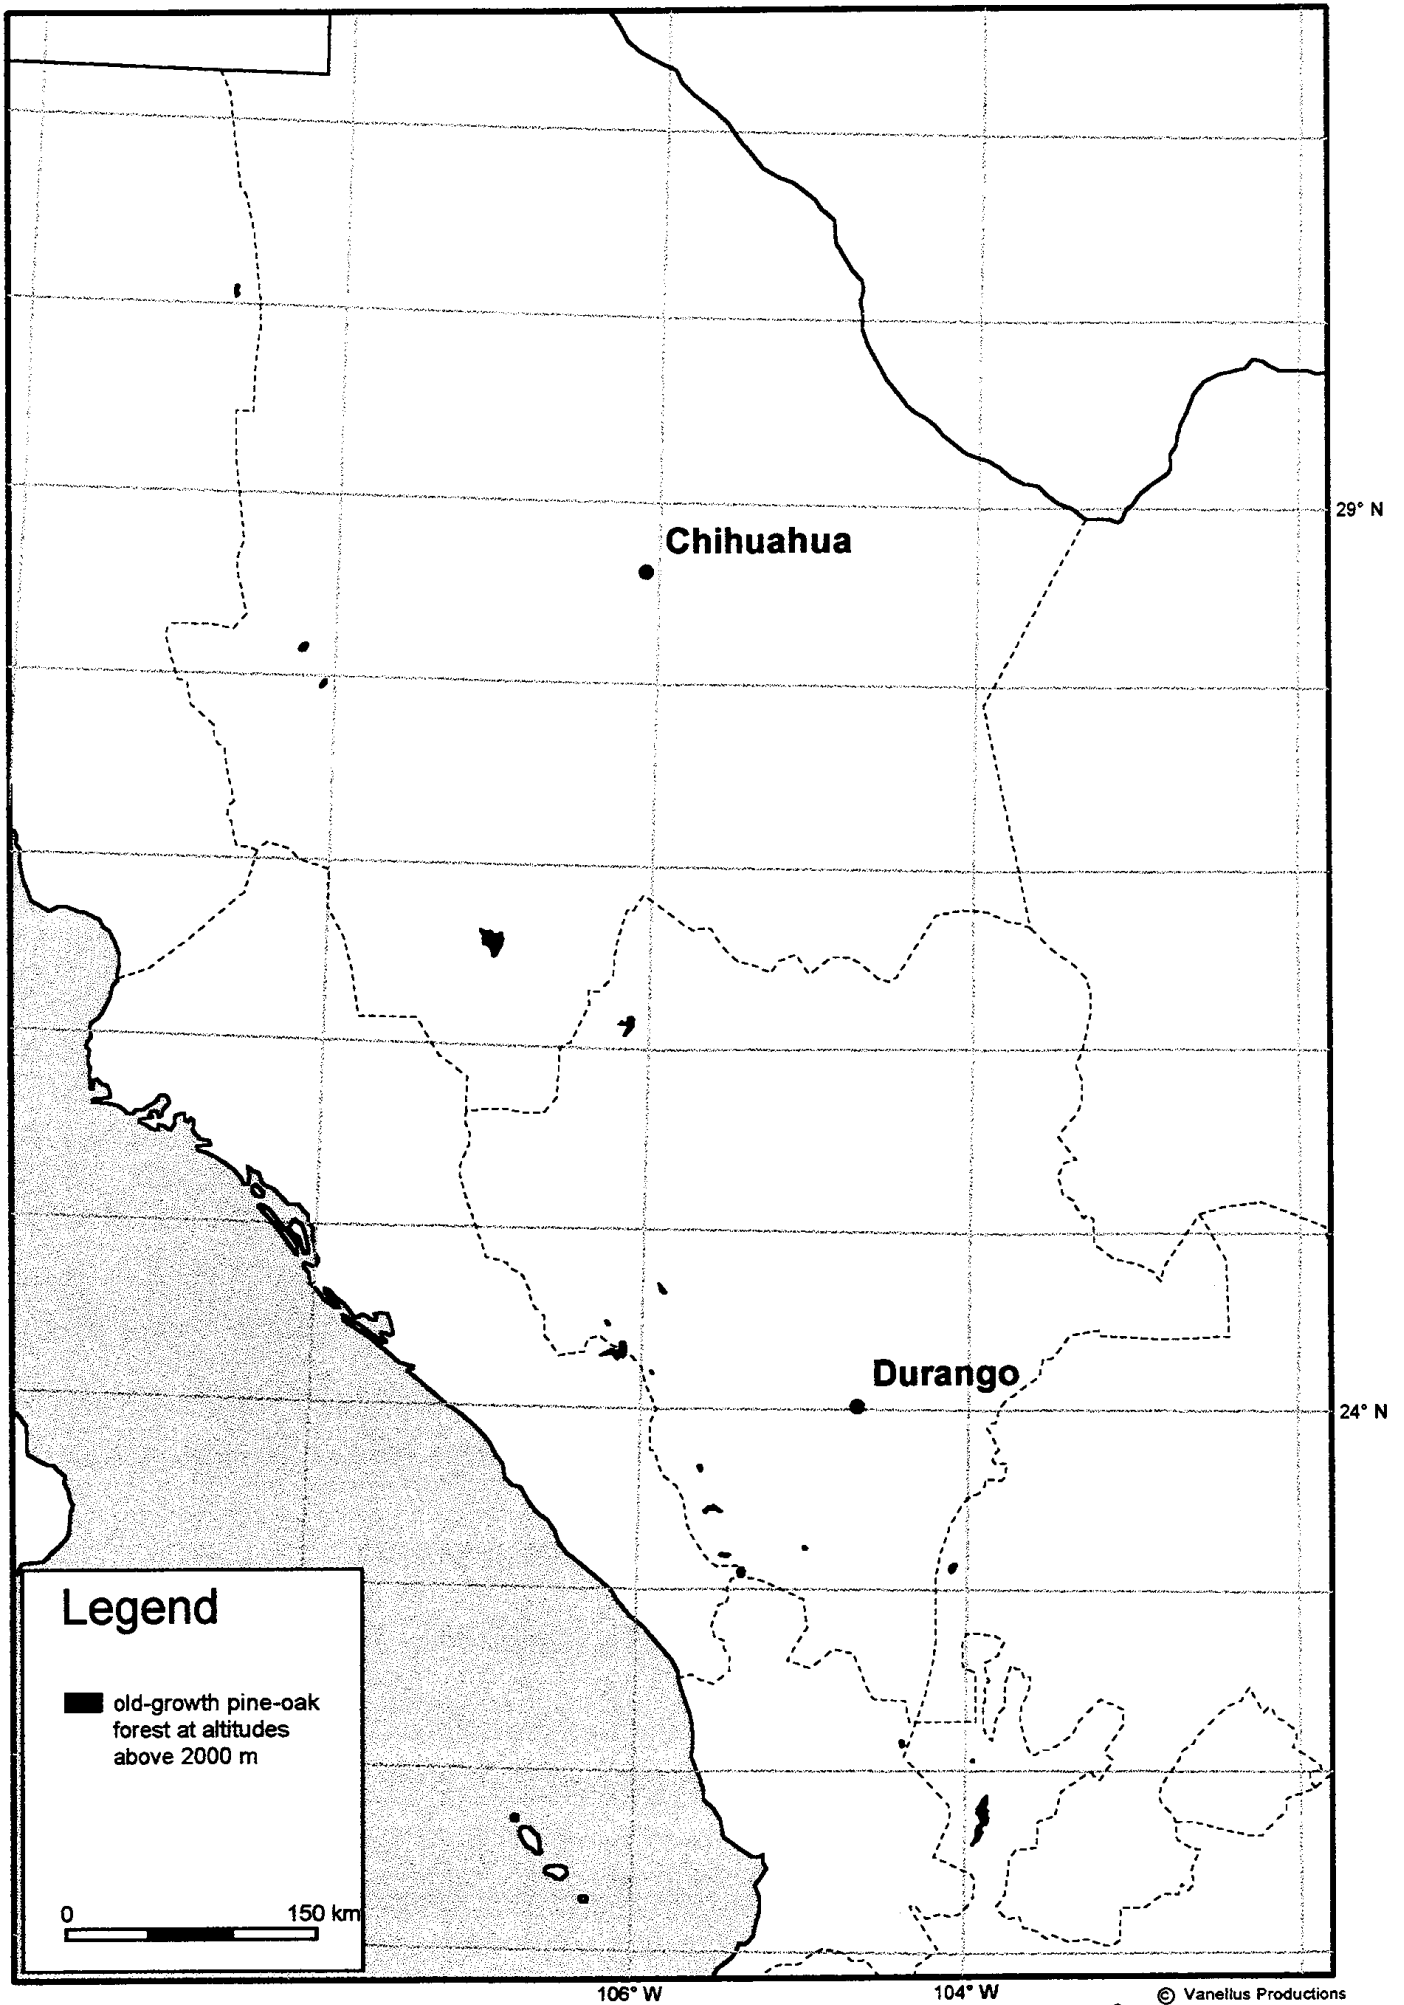 29° N
Chihuahua
Durango
24° N
Legend
old-growth pine-oak
forest at altitudes
above 2000 m
0 150 km
106° W
104° W
© Vanellus Productions